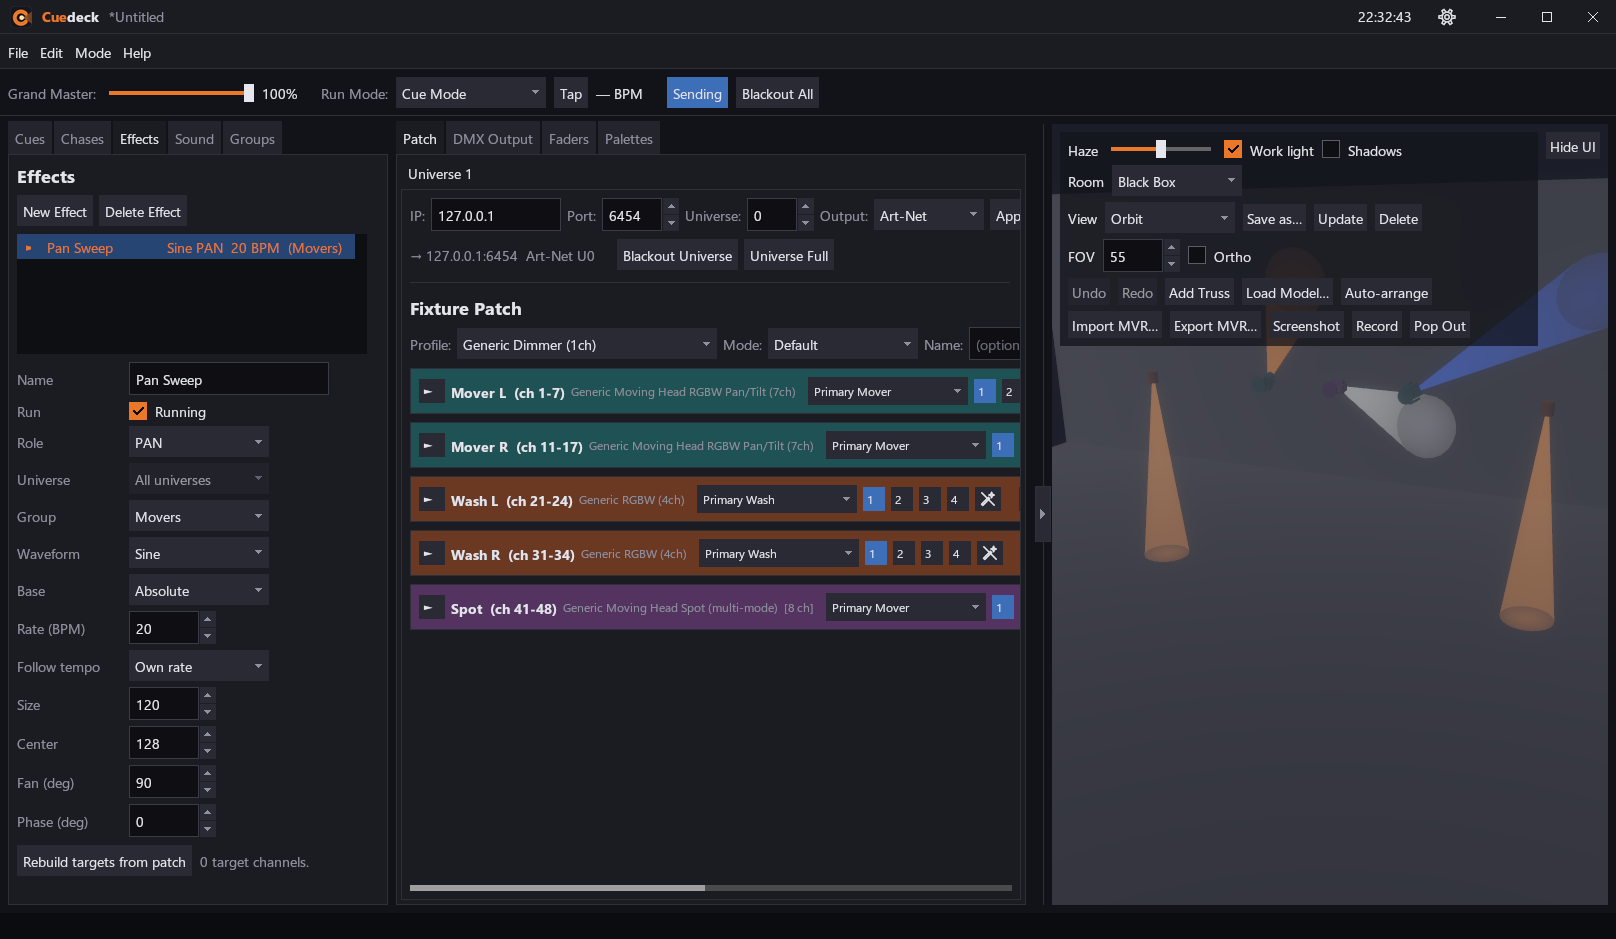 Cuedeck *Untitled 22:32:43
File Edit Mode Help
Grand Master: 100% Run Mode: Cue Mode Tap — BPM Sending Blackout All
Cues Chases Effects Sound Groups
Effects
New Effect Delete Effect
Pan Sweep Sine PAN 20 BPM (Movers)
Name Pan Sweep
Run Running
Role PAN
Universe All universes
Group Movers
Waveform Sine
Base Absolute
Rate (BPM) 20
Follow tempo Own rate
Size 120
Center 128
Fan (deg) 90
Phase (deg) 0
Rebuild targets from patch 0 target channels.
Patch DMX Output Faders Palettes
Universe 1
IP: 127.0.0.1 Port: 6454 Universe: 0 Output: Art-Net App
→ 127.0.0.1:6454 Art-Net U0 Blackout Universe Universe Full
Fixture Patch
Profile: Generic Dimmer (1ch) Mode: Default Name: (option
Mover L (ch 1-7) Generic Moving Head RGBW Pan/Tilt (7ch) Primary Mover 1 2
Mover R (ch 11-17) Generic Moving Head RGBW Pan/Tilt (7ch) Primary Mover 1
Wash L (ch 21-24) Generic RGBW (4ch) Primary Wash 1 2 3 4
Wash R (ch 31-34) Generic RGBW (4ch) Primary Wash 1 2 3 4
Spot (ch 41-48) Generic Moving Head Spot (multi-mode) [8 ch] Primary Mover 1
Haze Work light Shadows Hide UI
Room Black Box
View Orbit Save as... Update Delete
FOV 55 Ortho
Undo Redo Add Truss Load Model... Auto-arrange
Import MVR... Export MVR... Screenshot Record Pop Out